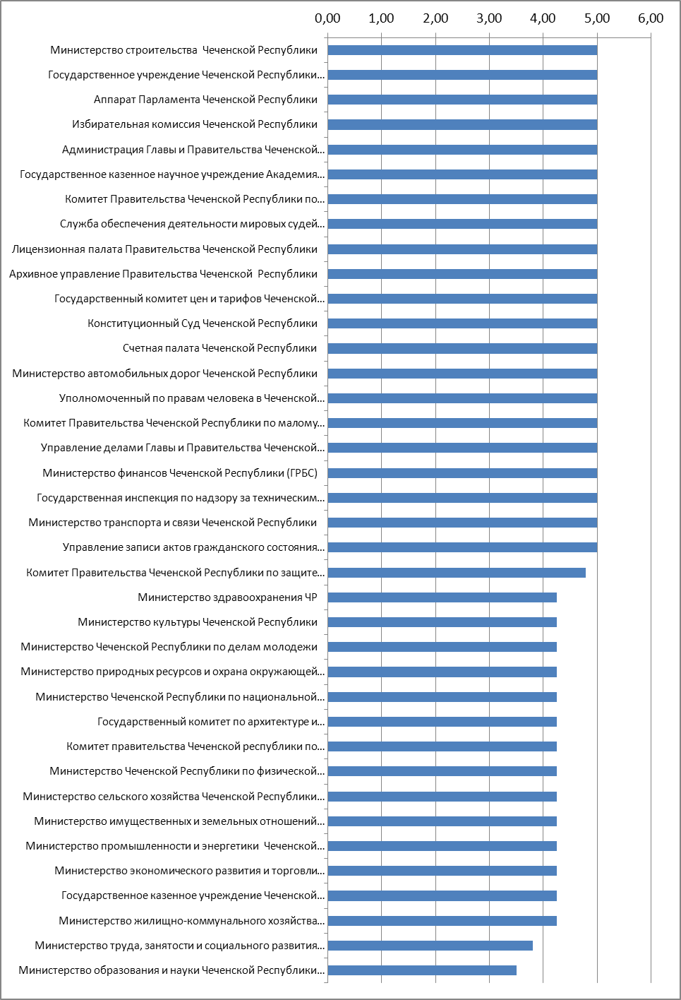 0,00 1,00 2,00 3,00 4,00 5,00 6,00
Министерство строительства  Чеченской Республики
Государственное учреждение Чеченской Республики…
Аппарат Парламента Чеченской Республики
Избирательная комиссия Чеченской Республики
Администрация Главы и Правительства Чеченской…
Государственное казенное научное учреждение Академия…
Комитет Правительства Чеченской Республики по…
Служба обеспечения деятельности мировых судей…
Лицензионная палата Правительства Чеченской Республики
Архивное управление Правительства Чеченской  Республики
Государственный комитет цен и тарифов Чеченской…
Конституционный Суд Чеченской Республики
Счетная палата Чеченской Республики
Министерство автомобильных дорог Чеченской Республики
Уполномоченный по правам человека в Чеченской…
Комитет Правительства Чеченской Республики по малому…
Управление делами Главы и Правительства Чеченской…
Министерство финансов Чеченской Республики (ГРБС)
Государственная инспекция по надзору за техническим…
Министерство транспорта и связи Чеченской Республики
Управление записи актов гражданского состояния…
Комитет Правительства Чеченской Республики по защите…
Министерство здравоохранения ЧР
Министерство культуры Чеченской Республики
Министерство Чеченской Республики по делам молодежи
Министерство природных ресурсов и охрана окружающей…
Министерство Чеченской Республики по национальной…
Государственный комитет по архитектуре и…
Комитет правительства Чеченской республики по…
Министерство Чеченской Республики по физической…
Министерство сельского хозяйства Чеченской Республики…
Министерство имущественных и земельных отношений…
Министерство промышленности и энергетики  Чеченской…
Министерство экономического развития и торговли…
Государственное казенное учреждение Чеченской…
Министерство жилищно-коммунального хозяйства…
Министерство труда, занятости и социального развития…
Министерство образования и науки Чеченской Республики…